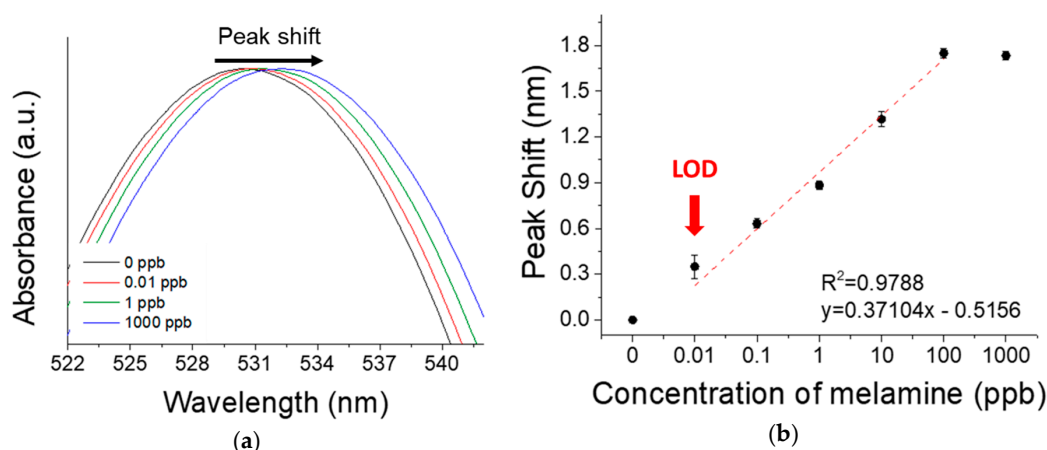 Peak shift
Absorbance (a.u.)
0 ppb
0.01 ppb
1 ppb
1000 ppb
522 525 528 531 534 537 540
Wavelength (nm)
(a)
Peak Shift (nm)
1.8
1.5
1.2
0.9
0.6
0.3
0.0
LOD
R²=0.9788
y=0.37104x - 0.5156
0 0.01 0.1 1 10 100 1000
Concentration of melamine (ppb)
(b)